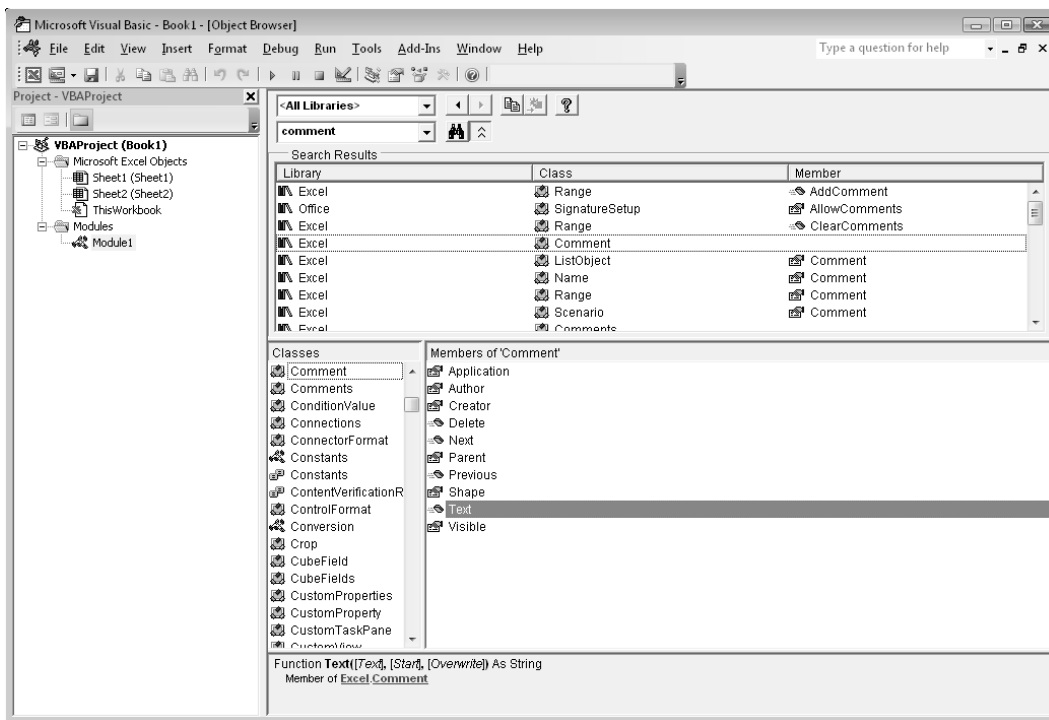 Microsoft Visual Basic - Book1 - [Object Browser]
File Edit View Insert Format Debug Run Tools Add-Ins Window Help Type a question for help
Project - VBAProject
VBAProject (Book1)
Microsoft Excel Objects
Sheet1 (Sheet1)
Sheet2 (Sheet2)
ThisWorkbook
Modules
Module1
<All Libraries>
comment
Search Results
Library Class Member
Excel Range AddComment
Office SignatureSetup AllowComments
Excel Range ClearComments
Excel Comment
Excel ListObject Comment
Excel Name Comment
Excel Range Comment
Excel Scenario Comment
Excel Comments
Classes
Comment
Comments
ConditionValue
Connections
ConnectorFormat
Constants
Constants
ContentVerificationR
ControlFormat
Conversion
Crop
CubeField
CubeFields
CustomProperties
CustomProperty
CustomTaskPane
CustomView
Members of 'Comment'
Application
Author
Creator
Delete
Next
Parent
Previous
Shape
Text
Visible
Function Text([Text], [Start], [Overwrite]) As String
Member of Excel.Comment